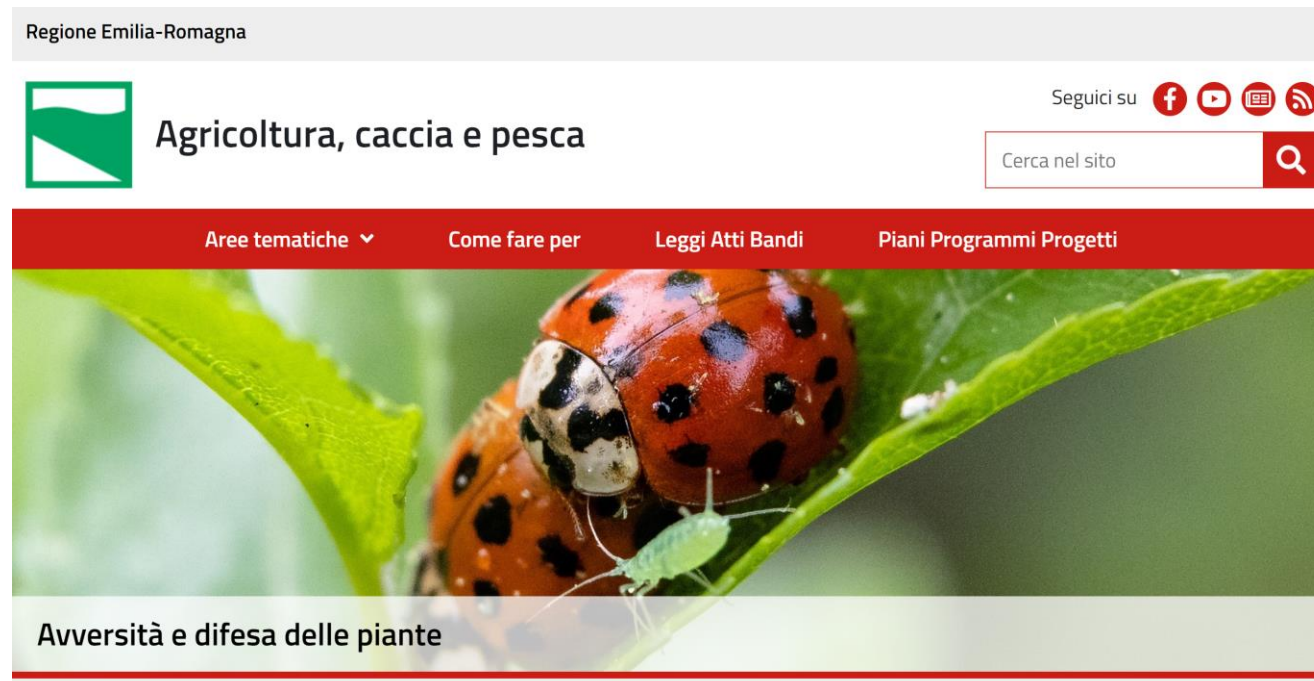 Regione Emilia-Romagna
Seguici su
Agricoltura, caccia e pesca
Cerca nel sito
Aree tematiche Come fare per Leggi Atti Bandi Piani Programmi Progetti
Avversità e difesa delle piante